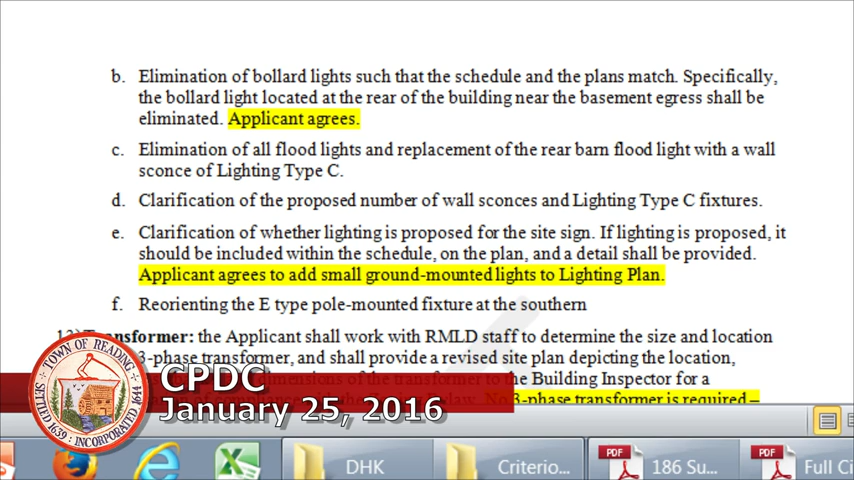 b. Elimination of bollard lights such that the schedule and the plans match. Specifically,
the bollard light located at the rear of the building near the basement egress shall be
eliminated. Applicant agrees.
c. Elimination of all flood lights and replacement of the rear barn flood light with a wall
sconce of Lighting Type C.
d. Clarification of the proposed number of wall sconces and Lighting Type C fixtures.
e. Clarification of whether lighting is proposed for the site sign. If lighting is proposed, it
should be included within the schedule, on the plan, and a detail shall be provided.
Applicant agrees to add small ground-mounted lights to Lighting Plan.
f. Reorienting the E type pole-mounted fixture at the southern
Transformer: the Applicant shall work with RMLD staff to determine the size and location
3-phase transformer, and shall provide a revised site plan depicting the location,
dimensions of the transformer to the Building Inspector for a
No 3-phase transformer is required –
TOWN OF READING
SETTLED 1639. INCORPORATED 1644
CPDC
January 25, 2016
DHK
Criterio...
PDF
186 Su...
PDF
Full Ci